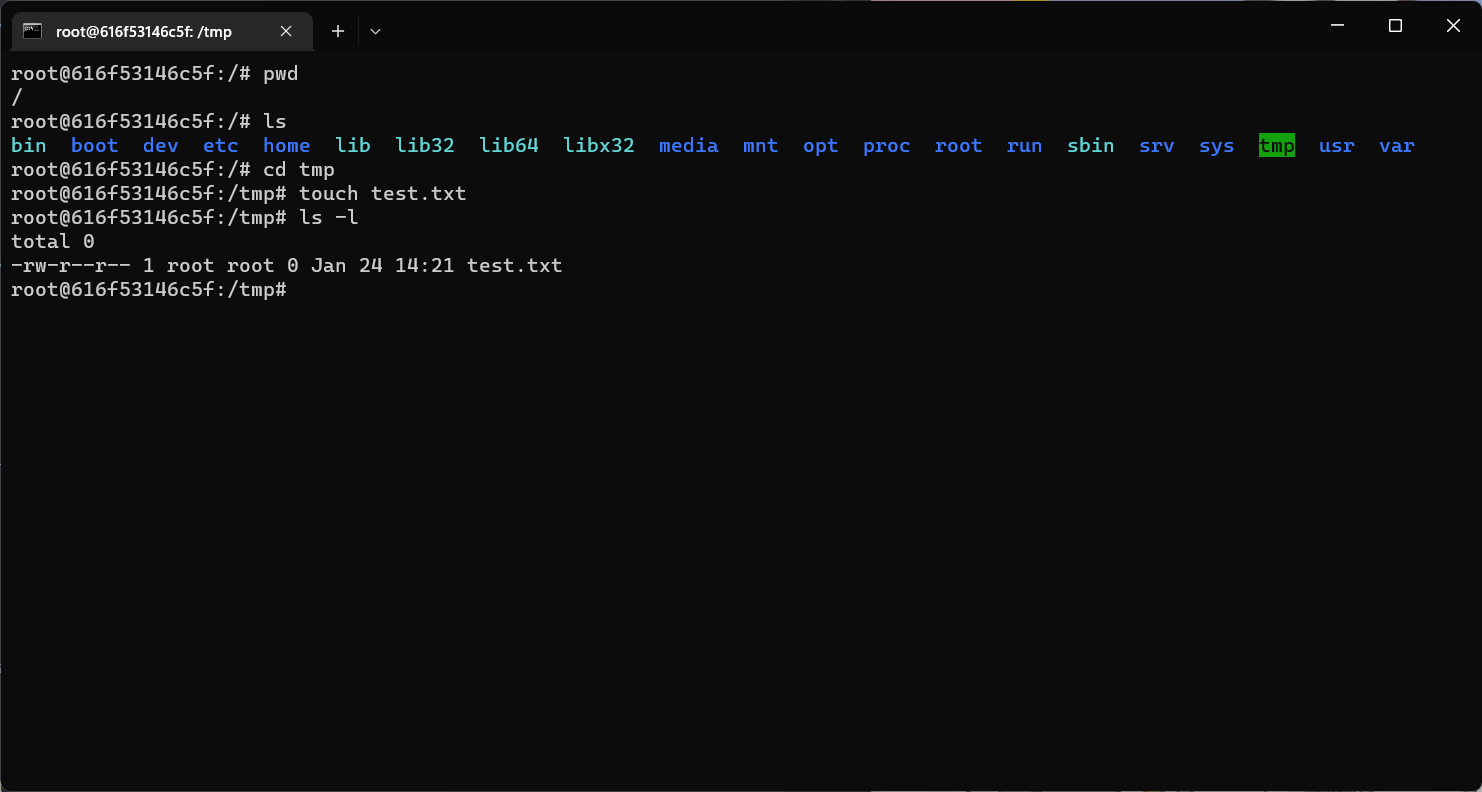 root@616f53146c5f: /tmp
root@616f53146c5f:/# pwd
/
root@616f53146c5f:/# ls
bin  boot  dev  etc  home  lib  lib32  lib64  libx32  media  mnt  opt  proc  root  run  sbin  srv  sys  tmp  usr  var
root@616f53146c5f:/# cd tmp
root@616f53146c5f:/tmp# touch test.txt
root@616f53146c5f:/tmp# ls -l
total 0
-rw-r--r-- 1 root root 0 Jan 24 14:21 test.txt
root@616f53146c5f:/tmp#